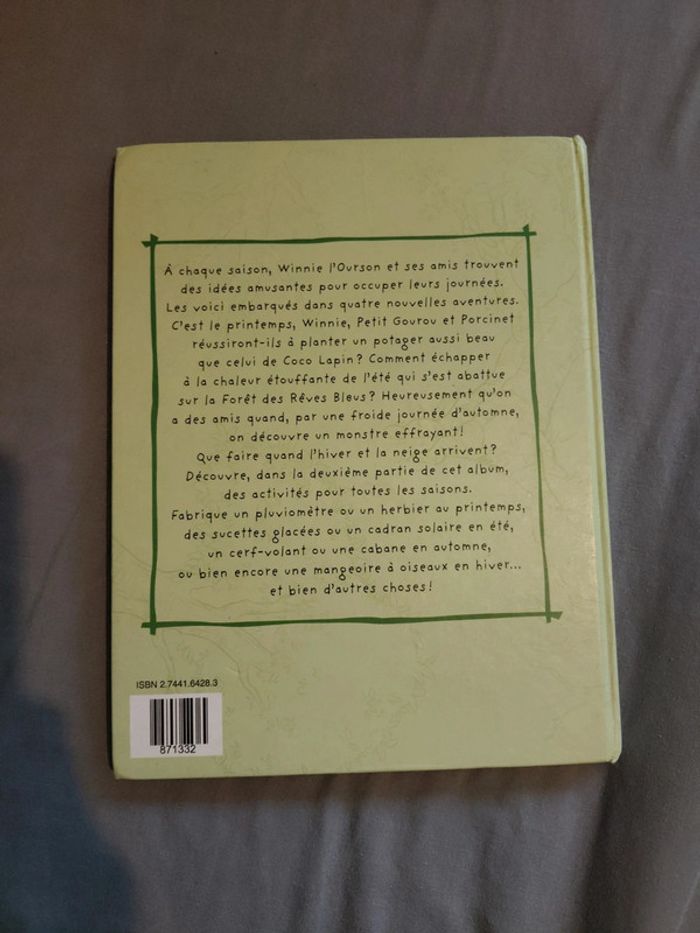 À chaque saison, Winnie l'Ourson et ses amis trouvent
des idées amusantes pour occuper leurs journées.
Les voici embarqués dans quatre nouvelles aventures.
C'est le printemps, Winnie, Petit Gourou et Porcinet
réussiront-ils à planter un potager aussi beau
que celui de Coco Lapin ? Comment échapper
à la chaleur étouffante de l'été qui s'est abattue
sur la Forêt des Rêves Bleus ? Heureusement qu'on
a des amis quand, par une froide journée d'automne,
on découvre un monstre effrayant !
Que faire quand l'hiver et la neige arrivent ?
Découvre, dans la deuxième partie de cet album,
des activités pour toutes les saisons.
Fabrique un pluviomètre ou un herbier au printemps,
des sucettes glacées ou un cadran solaire en été,
un cerf-volant ou une cabane en automne,
ou bien encore une mangeoire à oiseaux en hiver...
et bien d'autres choses !
ISBN 2.7441.6428.3
871332